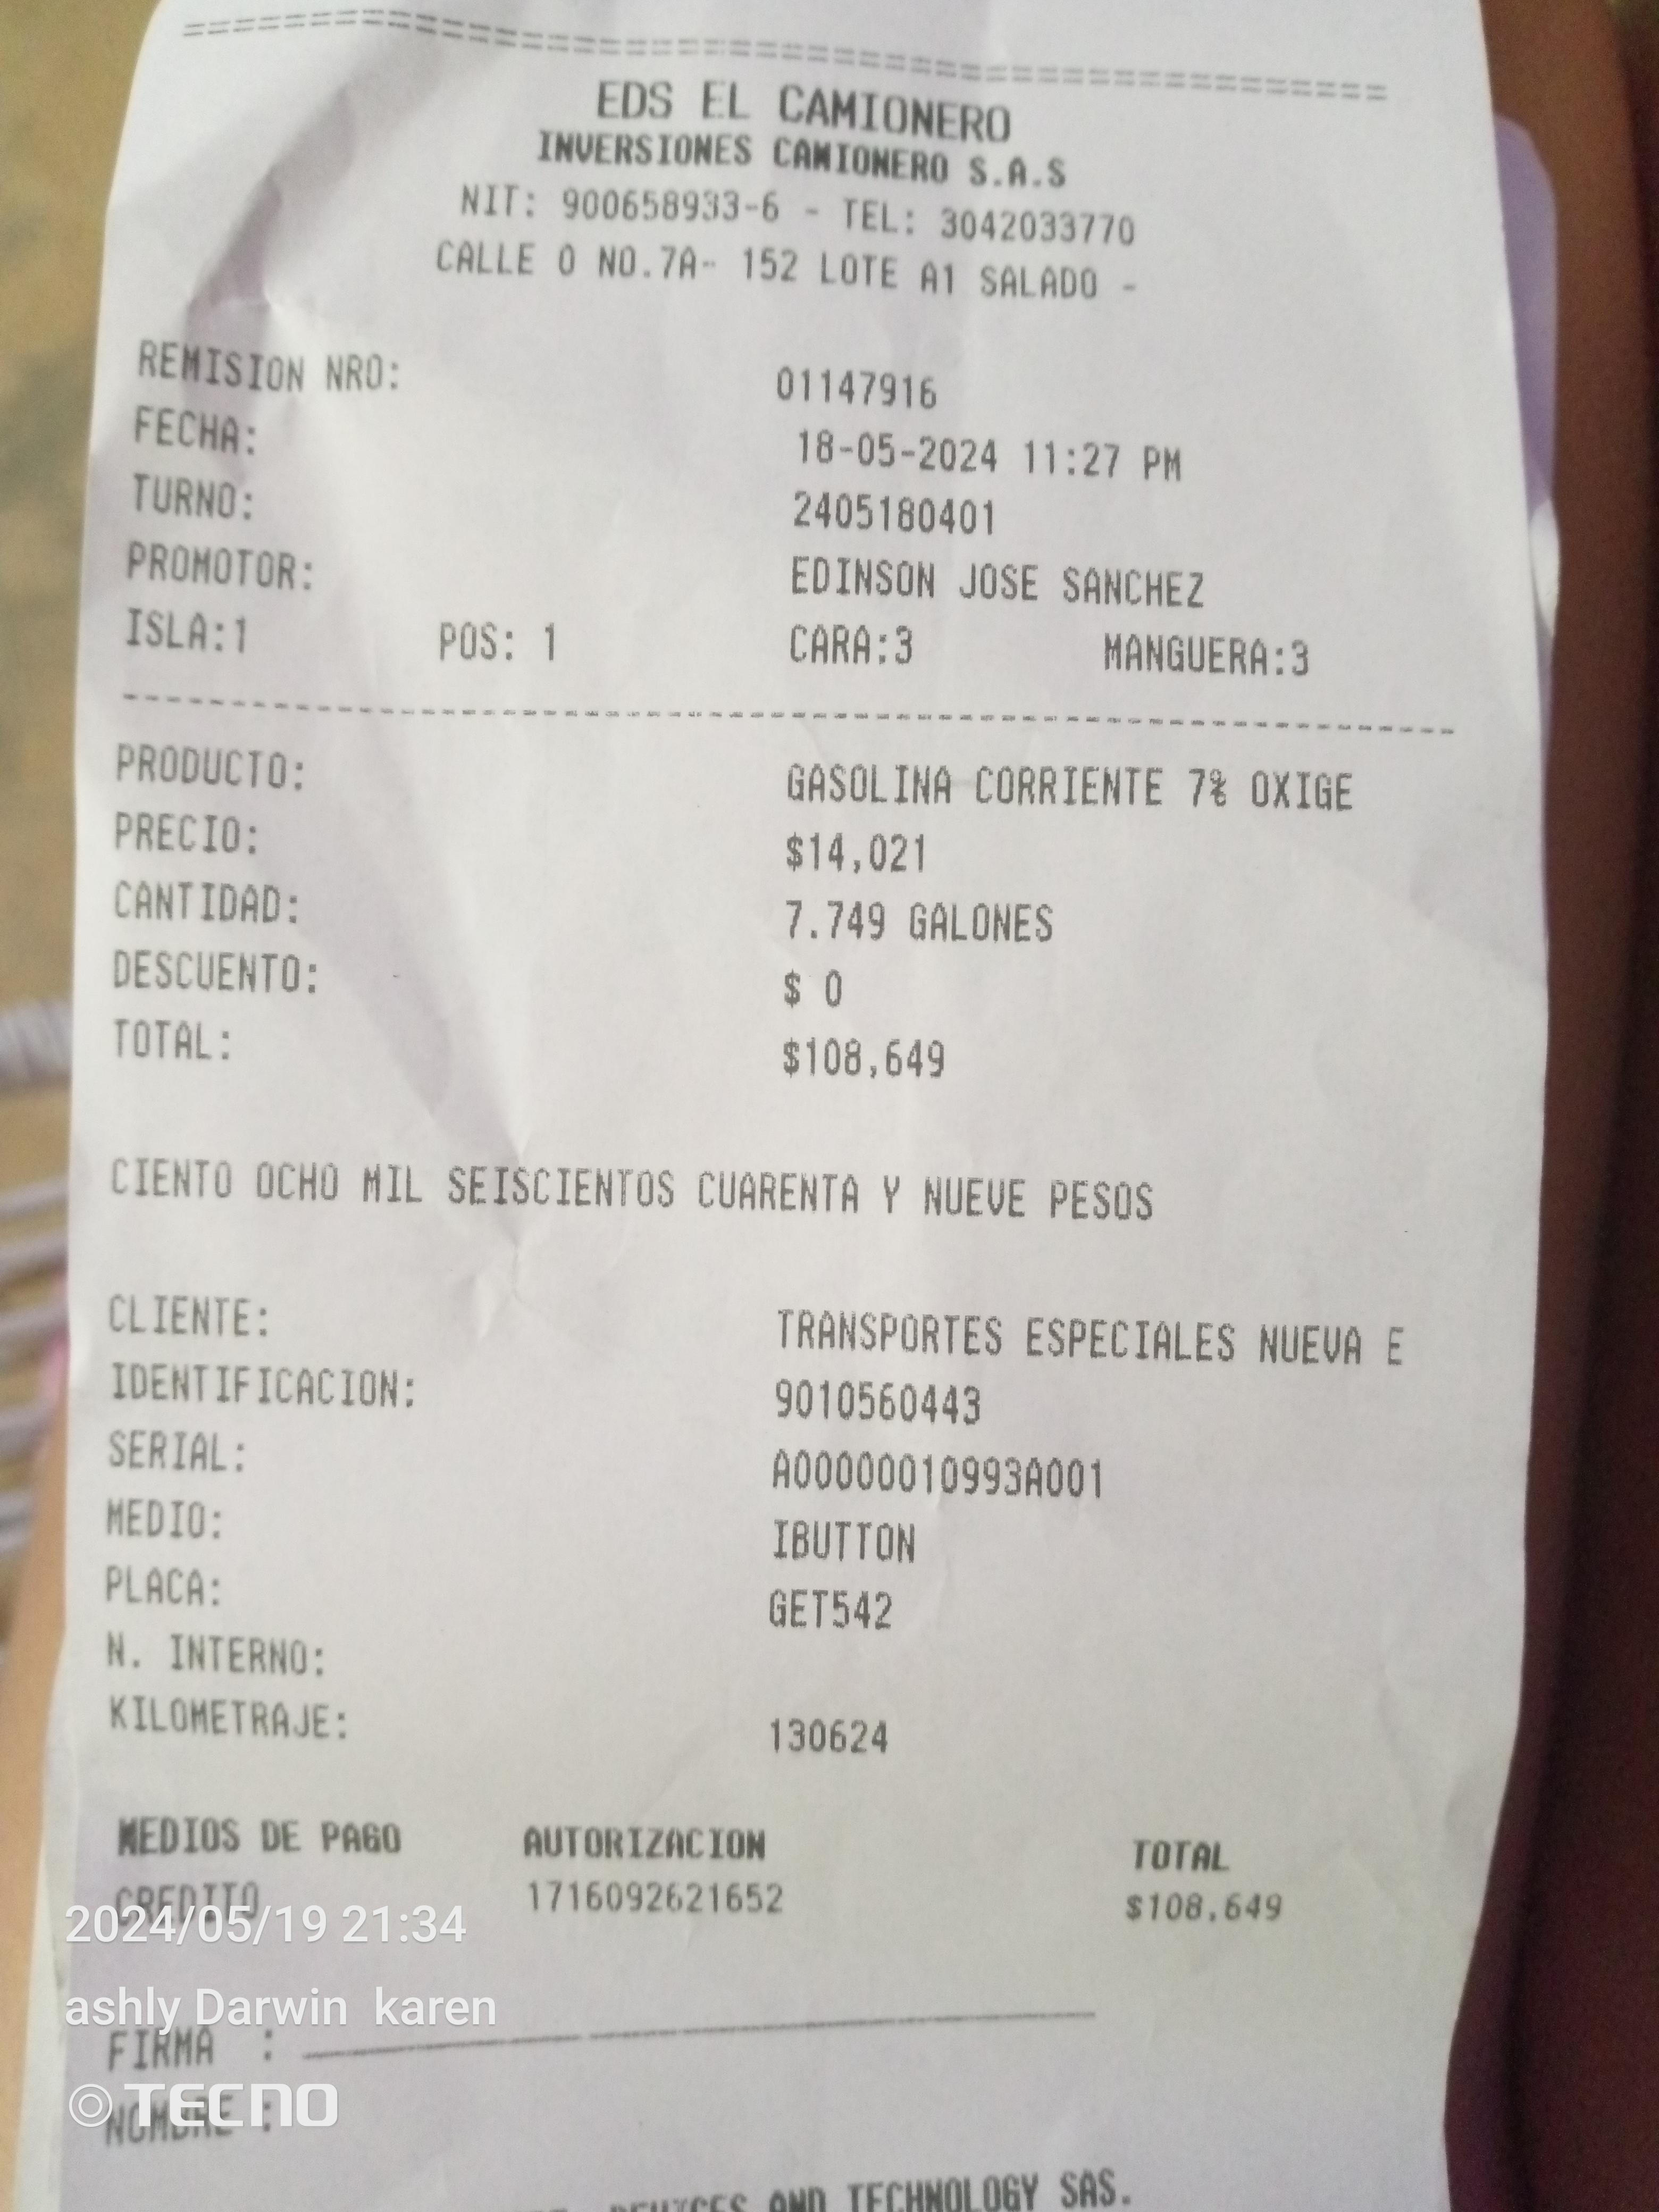 EDS EL CAMIONERO
INVERSIONES CAMIONERO S.A.S
NIT: 900658933-6 - TEL: 3042033770
CALLE 0 NO.7A- 152 LOTE A1 SALADO -
REMISION NRO: 01147916
FECHA: 18-05-2024 11:27 PM
TURNO: 2405180401
PROMOTOR: EDINSON JOSE SANCHEZ
ISLA:1 POS: 1 CARA:3 MANGUERA:3
PRODUCTO: GASOLINA CORRIENTE 7% OXIGE
PRECIO: $14,021
CANTIDAD: 7.749 GALONES
DESCUENTO: $ 0
TOTAL: $108,649
CIENTO OCHO MIL SEISCIENTOS CUARENTA Y NUEVE PESOS
CLIENTE: TRANSPORTES ESPECIALES NUEVA E
IDENTIFICACION: 9010560443
SERIAL: A00000010993A001
MEDIO: IBUTTON
PLACA: GET542
N. INTERNO:
KILOMETRAJE: 130624
MEDIOS DE PAGO AUTORIZACION TOTAL
CREDITO 1716092621652 $108,649
2024/05/19 21:34
ashly Darwin karen
FIRMA :
TECNO
NOMBRE :
DEVICES AND TECHNOLOGY SAS.